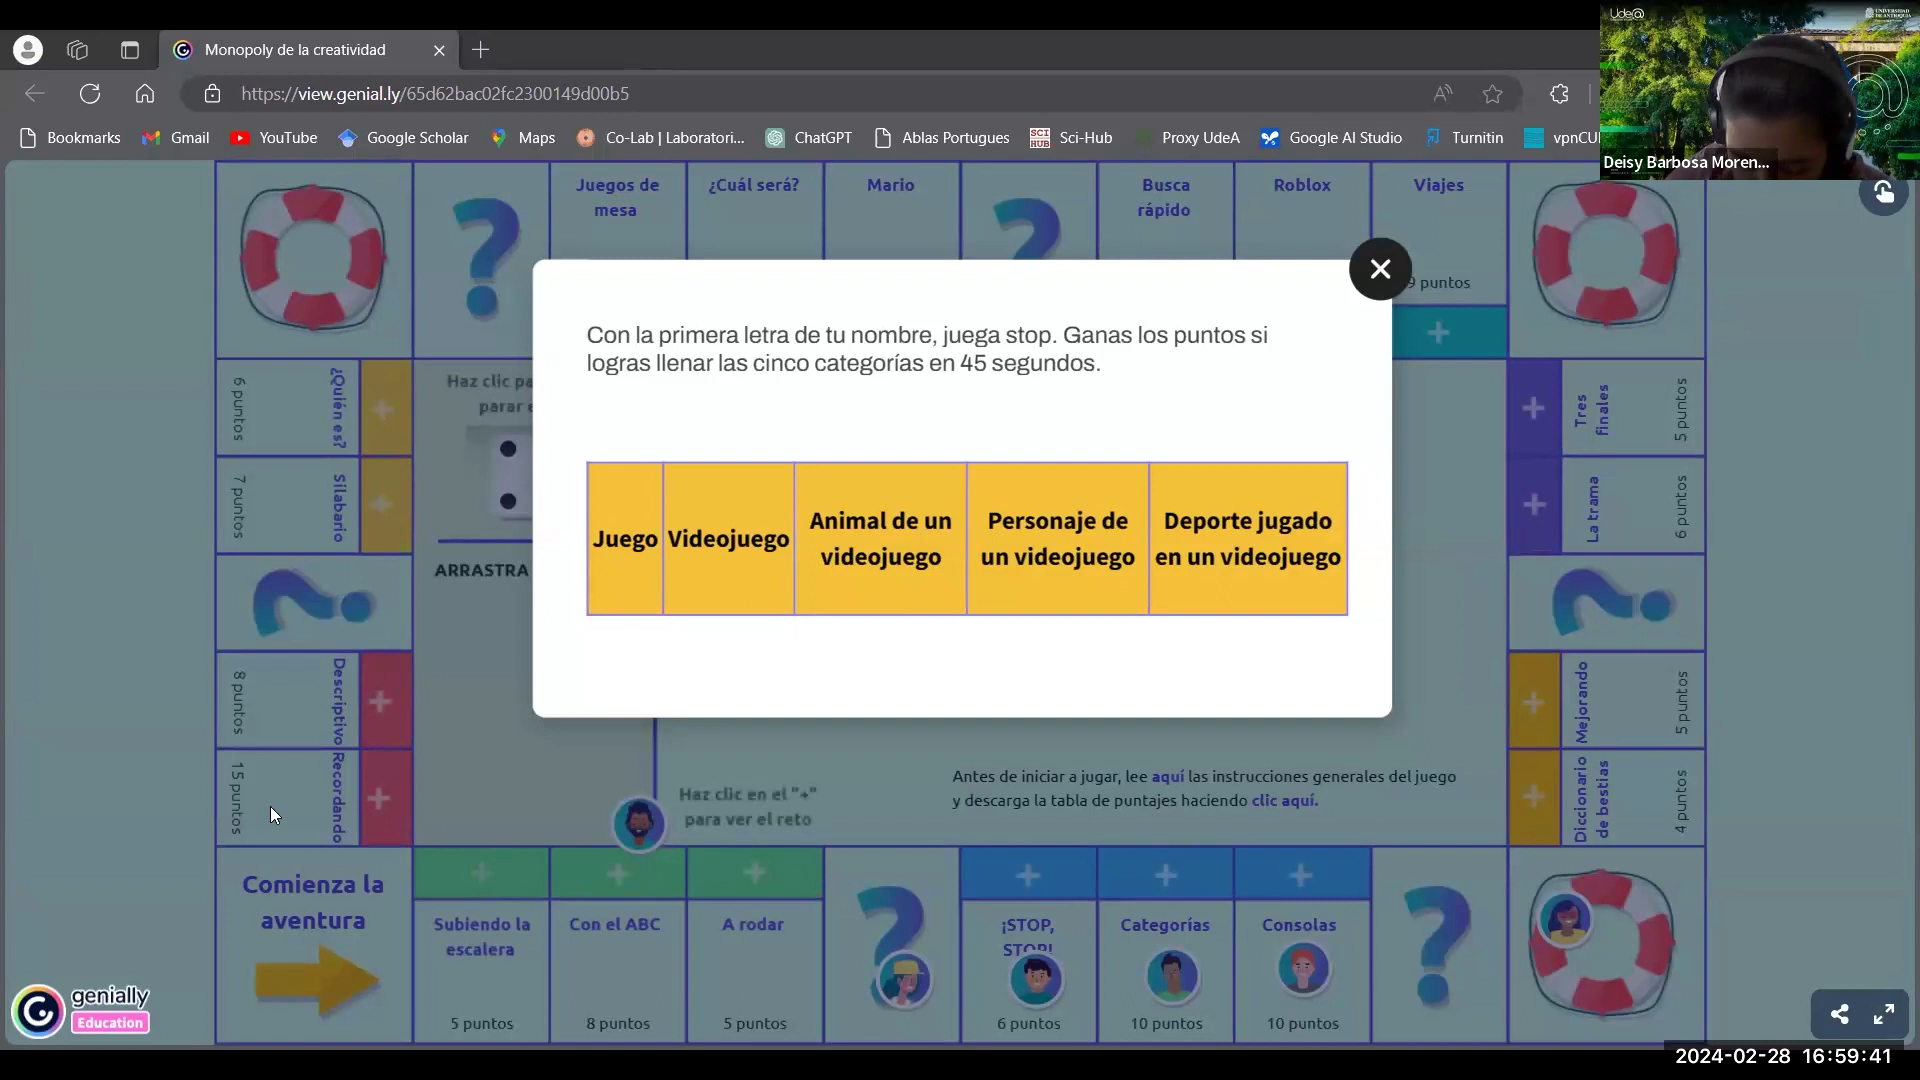 Monopoly de la creatividad
https://view.genial.ly/65d62bac02fc2300149d00b5
Bookmarks
Gmail
YouTube
Google Scholar
Maps
Co-Lab | Laboratori...
ChatGPT
Ablas Portugues
SCI HUB
Sci-Hub
Proxy UdeA
Google AI Studio
Turnitin
Ude@
UNIVERSIDAD DE ANTIOQUIA
Deisy Barbosa Moren...
Juegos de
mesa
¿Cuál será?
Mario
Busca
rápido
Roblox
Viajes
9 puntos
Con la primera letra de tu nombre, juega stop. Ganas los puntos si
logras llenar las cinco categorías en 45 segundos.
Juego
Videojuego
Animal de un
videojuego
Personaje de
un videojuego
Deporte jugado
en un videojuego
Haz clic
parar
ARRASTRA
¿Quién es?
6 puntos
Silabario
7 puntos
Descriptivo
8 puntos
Recordando
15 puntos
Tres
finales
5 puntos
La trama
6 puntos
Mejorando
5 puntos
Diccionario
de bestias
4 puntos
Haz clic en el "+"
para ver el reto
Antes de iniciar a jugar, lee aquí las instrucciones generales del juego
y descarga la tabla de puntajes haciendo clic aquí.
Comienza la
aventura
Subiendo la
escalera
5 puntos
Con el ABC
8 puntos
A rodar
5 puntos
¡STOP,
STOP!
6 puntos
Categorías
10 puntos
Consolas
10 puntos
genially
Education
2024-02-28 16:59:41